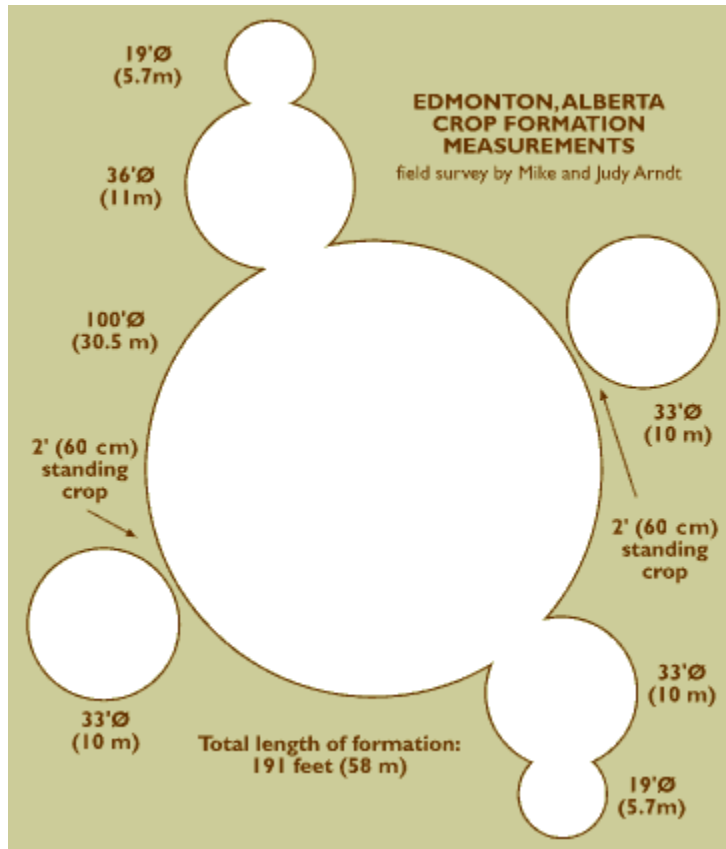 19'Ø
(5.7m)
EDMONTON, ALBERTA
CROP FORMATION
MEASUREMENTS
field survey by Mike and Judy Arndt
36'Ø
(11m)
100'Ø
(30.5 m)
33'Ø
(10 m)
2' (60 cm)
standing
crop
2' (60 cm)
standing
crop
33'Ø
(10 m)
33'Ø
(10 m)
Total length of formation:
191 feet (58 m)
19'Ø
(5.7m)